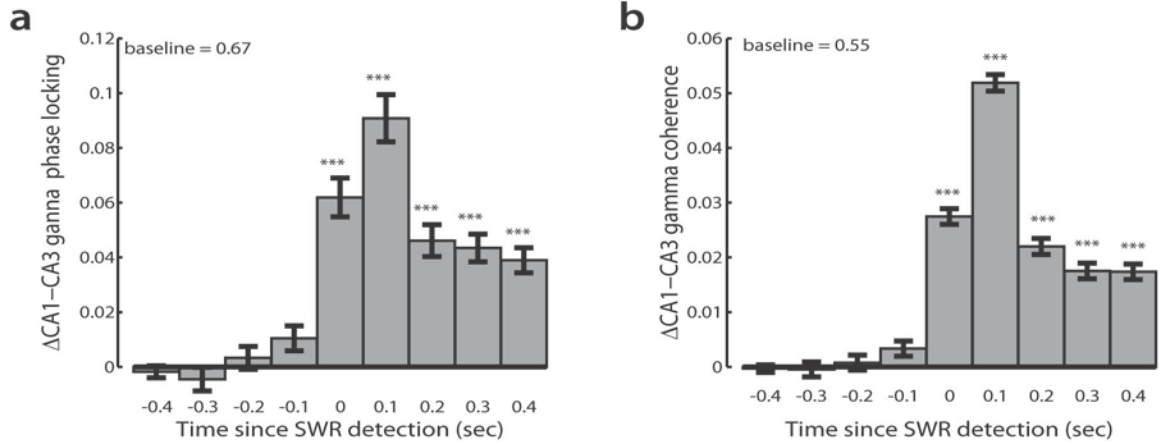 a
baseline = 0.67
ΔCA1–CA3 ganna phase locking
0.12
0.1
0.08
0.06
0.04
0.02
0
***
***
***
***
***
-0.4 -0.3 -0.2 -0.1 0 0.1 0.2 0.3 0.4
Time since SWR detection (sec)
b
baseline = 0.55
ΔCA1–CA3 gamma coherence
0.06
0.05
0.04
0.03
0.02
0.01
0
***
***
***
***
***
-0.4 -0.3 -0.2 -0.1 0 0.1 0.2 0.3 0.4
Time since SWR detection (sec)